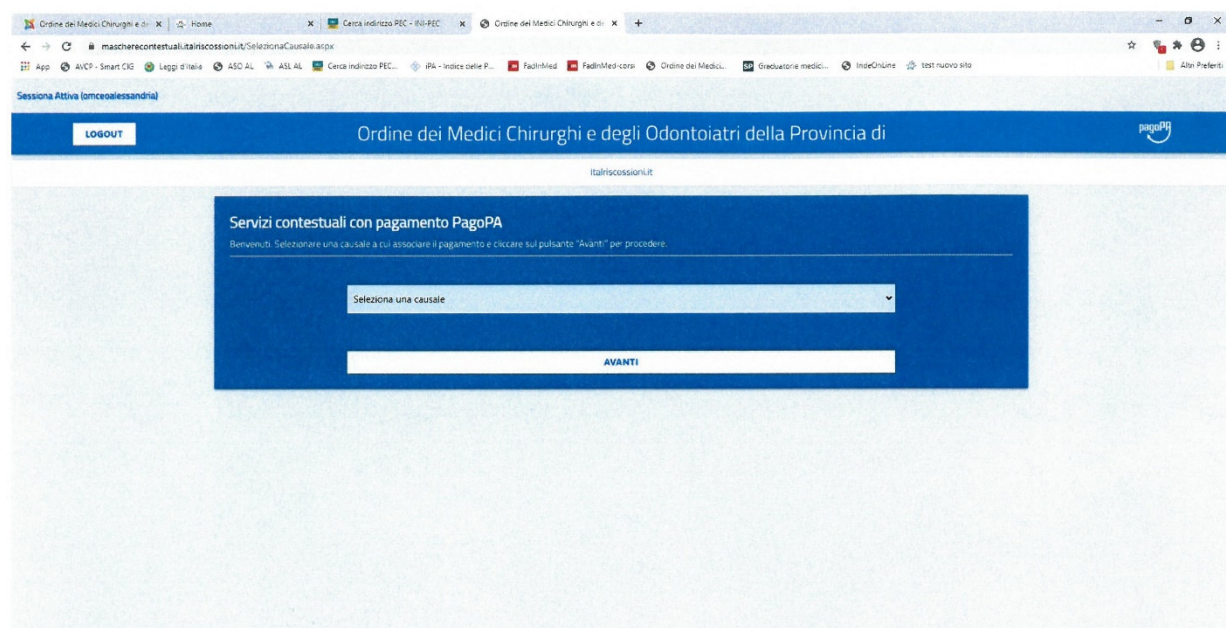 Ordine dei Medici Chirurghi e de
Home
Cerca indirizzo PEC - INI-PEC
Ordine dei Medici Chirurghi e de
mascherecontestuali.italriscossioni.it/SelezionaCausale.aspx
App
AVCP - Smart CIG
Leggi d'Italia
ASO AL
ASL AL
Cerca indirizzo PEC...
iPA - Indice delle P...
FadInMed
FadInMed-corsi
Ordine dei Medici...
SP Graduatorie medici...
IndeOnLine
test nuovo sito
Altri Preferiti
Sessiona Attiva (omceoalessandria)
LOGOUT
Ordine dei Medici Chirurghi e degli Odontoiatri della Provincia di
pagoPA
Italriscossioni.it
Servizi contestuali con pagamento PagoPA
Benvenuti. Selezionare una causale a cui associare il pagamento e cliccare sul pulsante "Avanti" per procedere.
Seleziona una causale
AVANTI